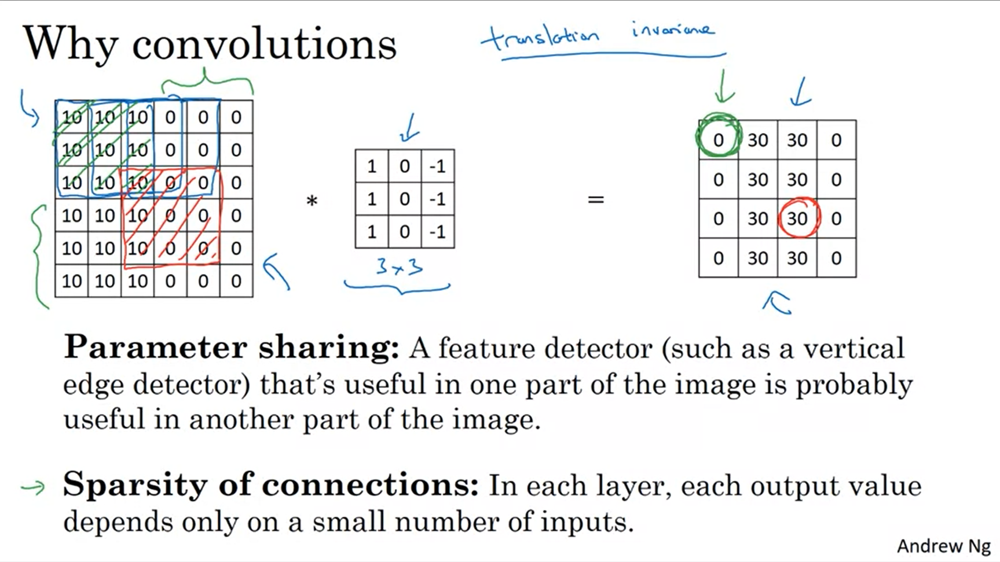 Why convolutions
translation invariance
10 10 10 0 0 0
10 10 10 0 0 0
10 10 10 0 0 0
10 10 10 0 0 0
10 10 10 0 0 0
10 10 10 0 0 0
*
1 0 -1
1 0 -1
1 0 -1
3x3
=
0 30 30 0
0 30 30 0
0 30 30 0
0 30 30 0
Parameter sharing: A feature detector (such as a vertical
edge detector) that’s useful in one part of the image is probably
useful in another part of the image.
→ Sparsity of connections: In each layer, each output value
depends only on a small number of inputs.
Andrew Ng